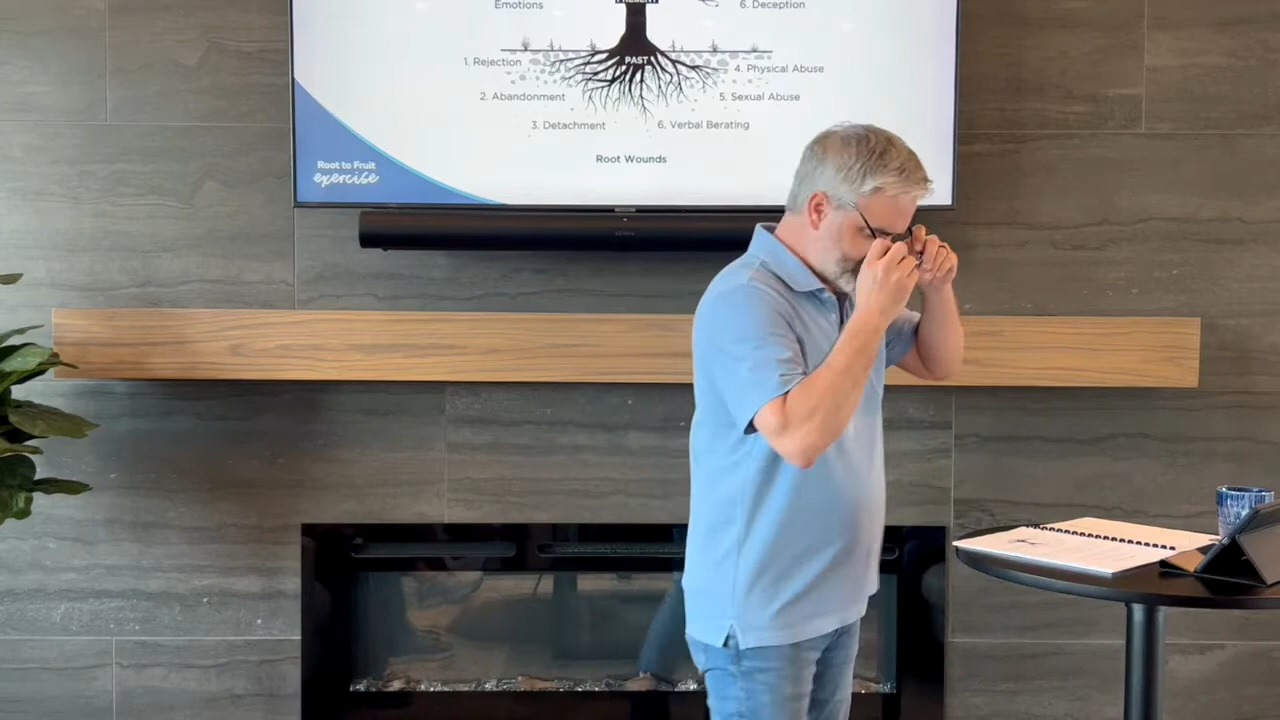 PRESENT
Emotions
6. Deception
PAST
1. Rejection
4. Physical Abuse
2. Abandonment
5. Sexual Abuse
3. Detachment
6. Verbal Berating
Root Wounds
Root to Fruit
exercise